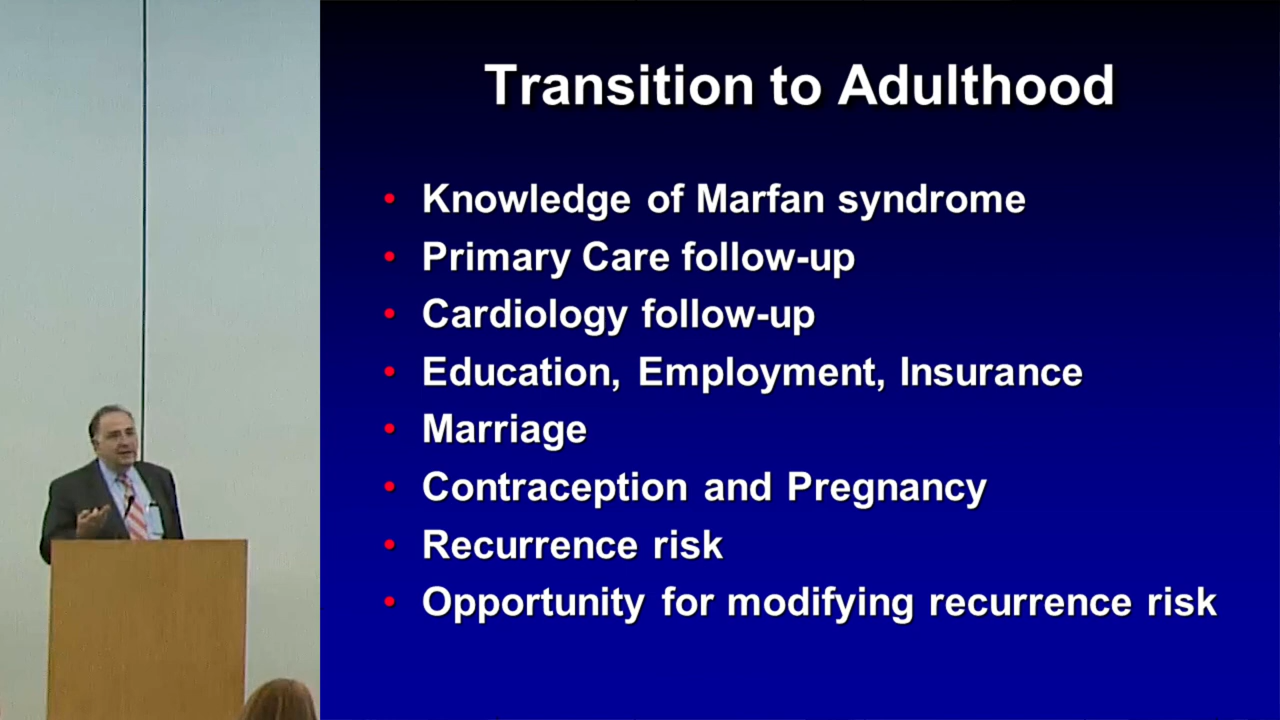 Transition to Adulthood
• Knowledge of Marfan syndrome
• Primary Care follow-up
• Cardiology follow-up
• Education, Employment, Insurance
• Marriage
• Contraception and Pregnancy
• Recurrence risk
• Opportunity for modifying recurrence risk